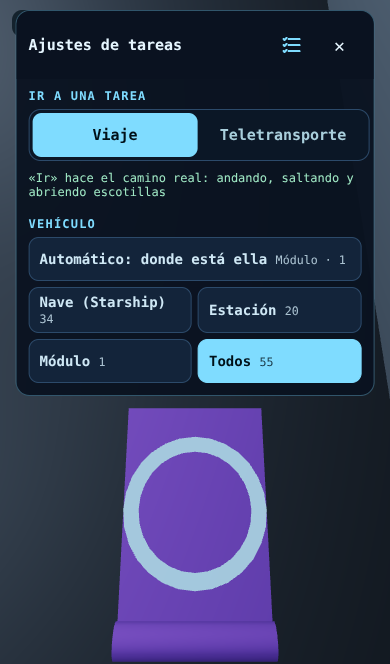 Ajustes de tareas ✕
IR A UNA TAREA
Viaje Teletransporte
«Ir» hace el camino real: andando, saltando y
abriendo escotillas
VEHÍCULO
Automático: donde está ella Módulo · 1
Nave (Starship)
34
Estación 20
Módulo 1
Todos 55